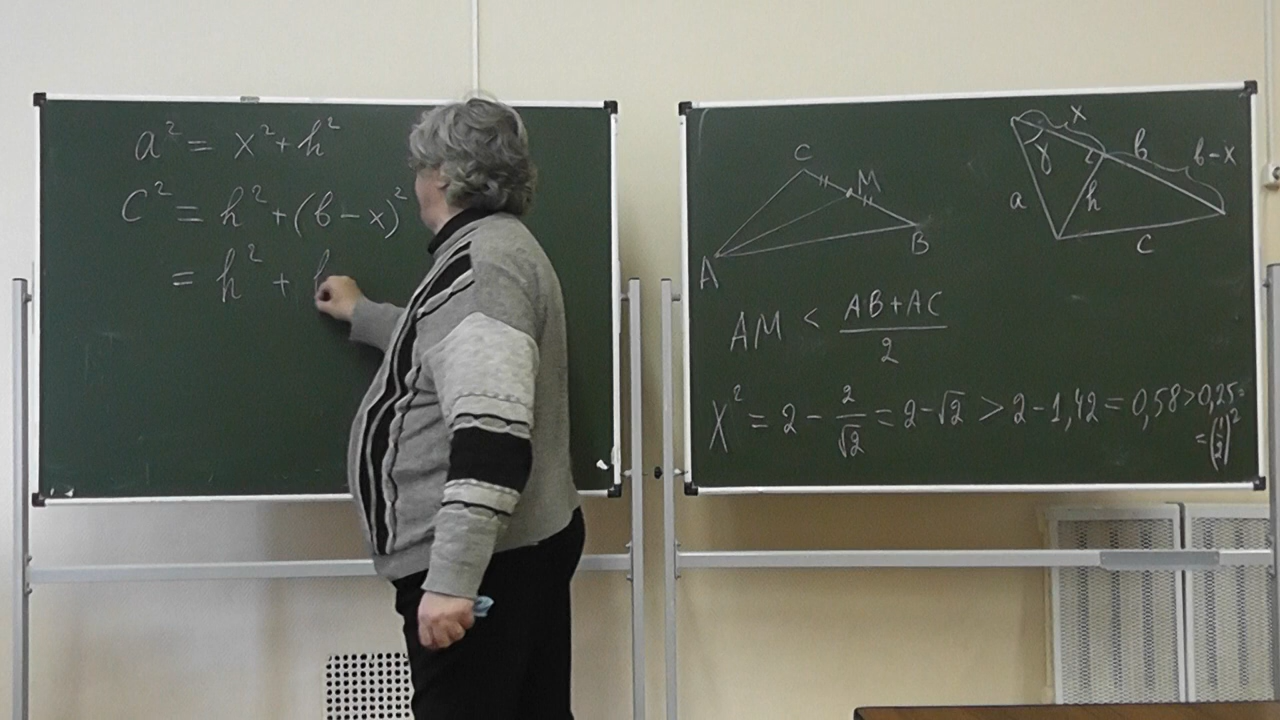 a² = x² + h²
c² = h² + (b − x)²
= h² + b
C
M
A
B
x
γ
b
b−x
a
h
c
AM < (AB+AC)/2
X² = 2 − 2/√2 = 2−√2 > 2−1,42 = 0,58 > 0,25 =
= (1/2)²